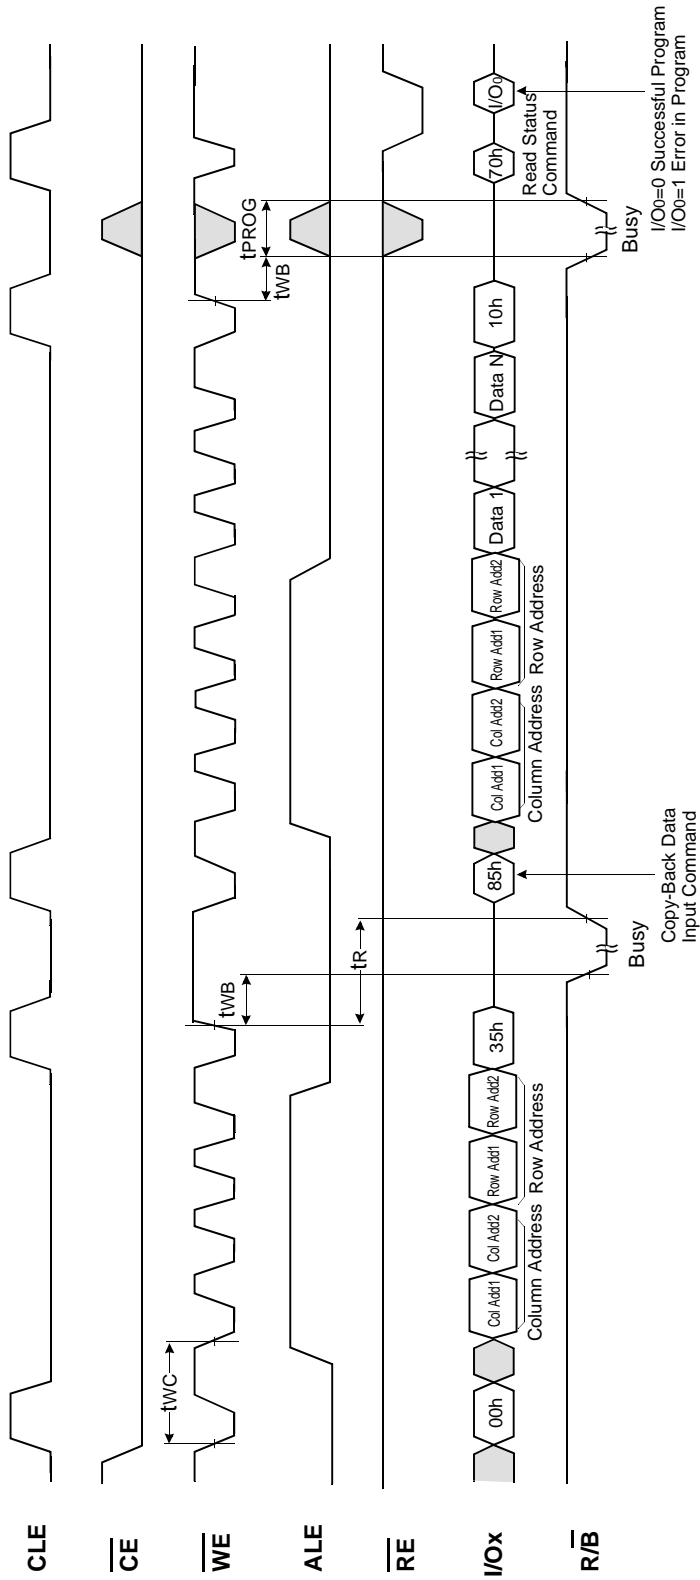 CLE
CE
WE
tWC
tWB
tWB
tPROG
ALE
tR
RE
I/Ox
00h
Col Add1
Col Add2
Row Add1
Row Add2
35h
85h
Col Add1
Col Add2
Row Add1
Row Add2
Data 1
Data N
10h
70h
I/O0
Column Address
Row Address
Column Address
Row Address
Read Status
Command
R/B
Busy
Busy
Copy-Back Data
Input Command
I/O0=0 Successful Program
I/O0=1 Error in Program